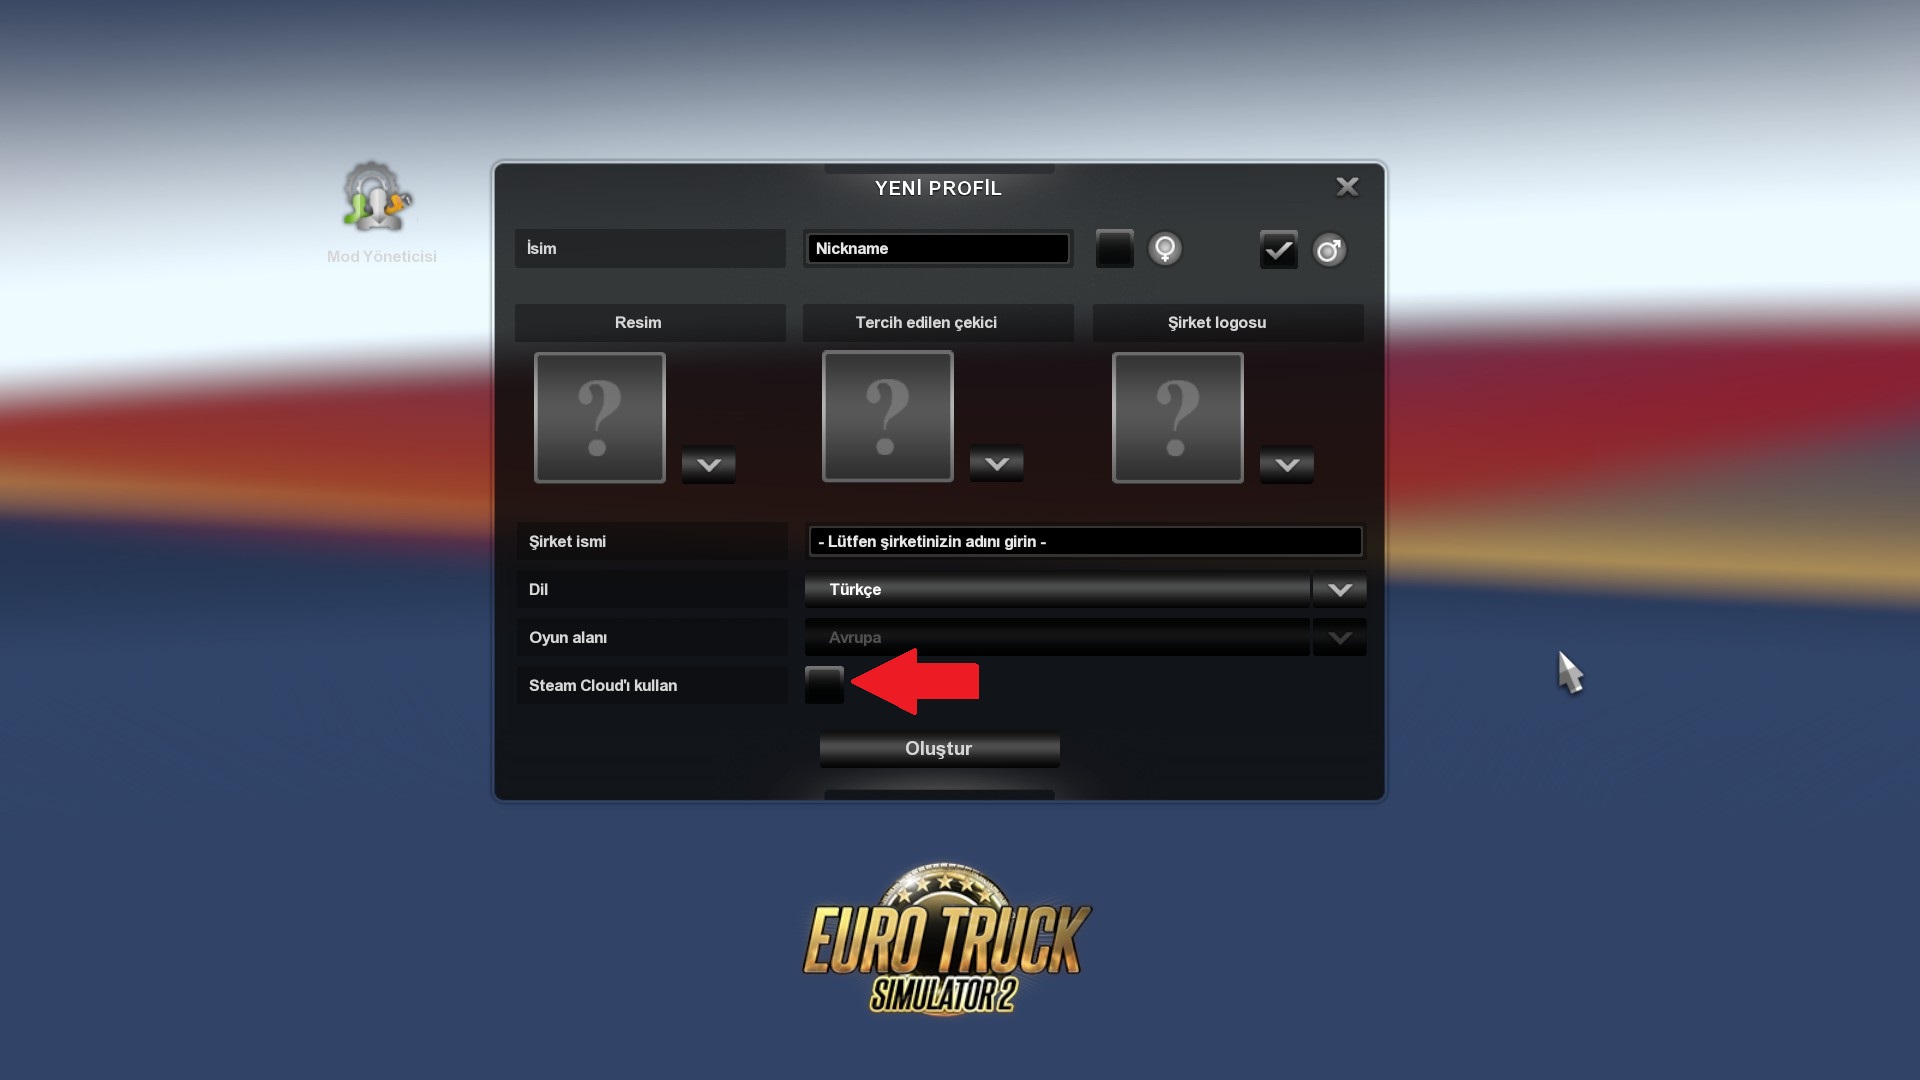 YENİ PROFİL
Mod Yöneticisi
İsim
Nickname
Resim
Tercih edilen çekici
Şirket logosu
?
?
?
Şirket ismi
- Lütfen şirketinizin adını girin -
Dil
Türkçe
Oyun alanı
Avrupa
Steam Cloud'ı kullan
Oluştur
EURO TRUCK
SIMULATOR 2